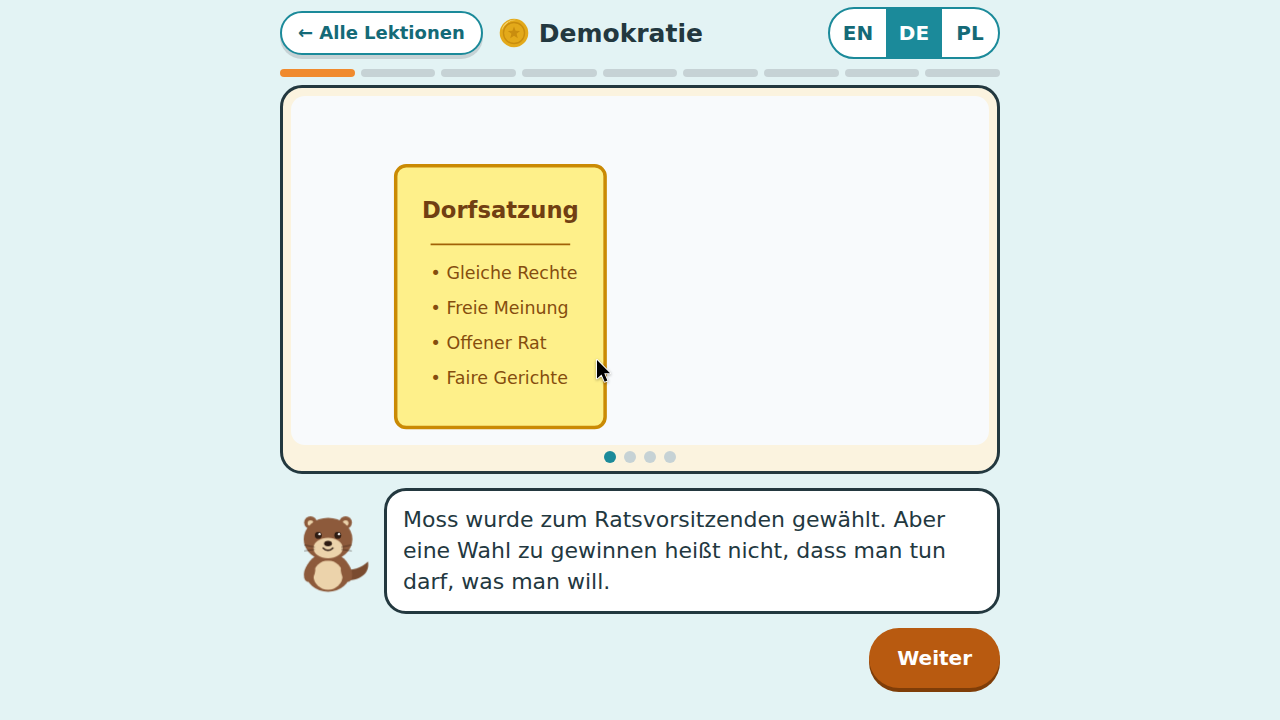 ← Alle Lektionen
Demokratie
EN DE PL
Dorfsatzung
• Gleiche Rechte
• Freie Meinung
• Offener Rat
• Faire Gerichte
Moss wurde zum Ratsvorsitzenden gewählt. Aber
eine Wahl zu gewinnen heißt nicht, dass man tun
darf, was man will.
Weiter